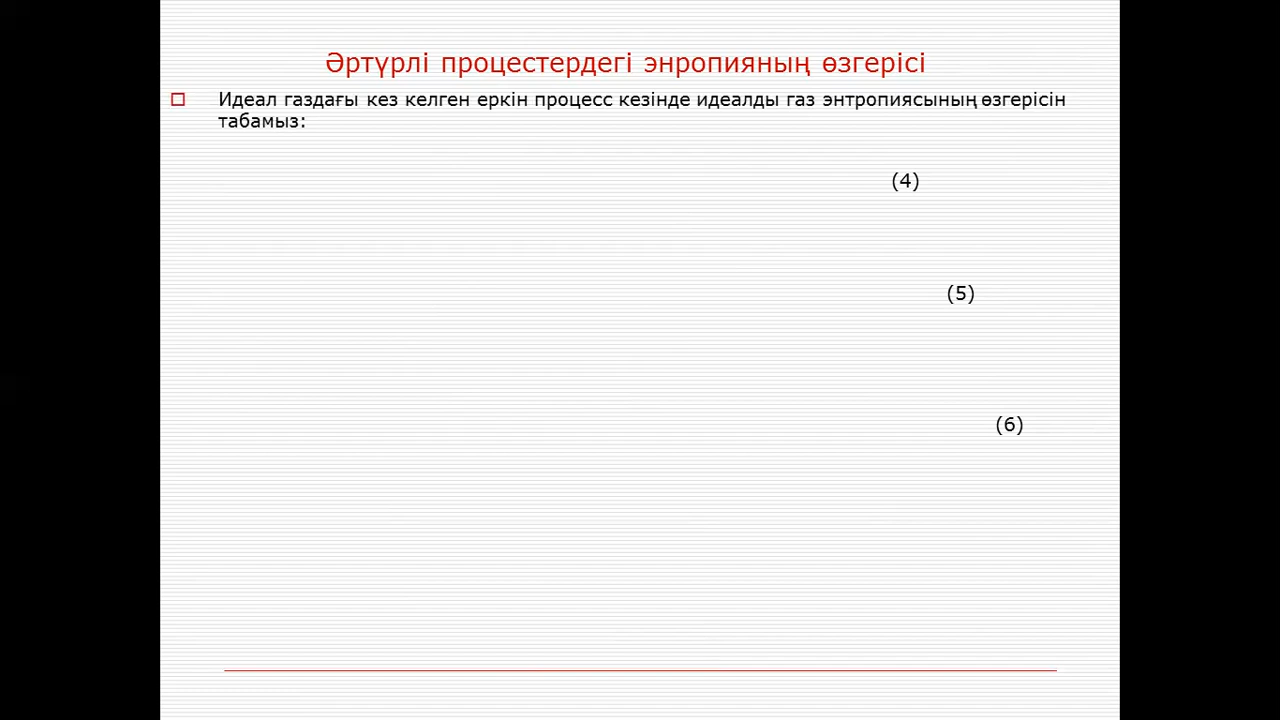 Әртүрлі процестердегі энропияның өзгерісі
Идеал газдағы кез келген еркін процесс кезінде идеалды газ энтропиясының өзгерісін
табамыз:
(4)
(5)
(6)